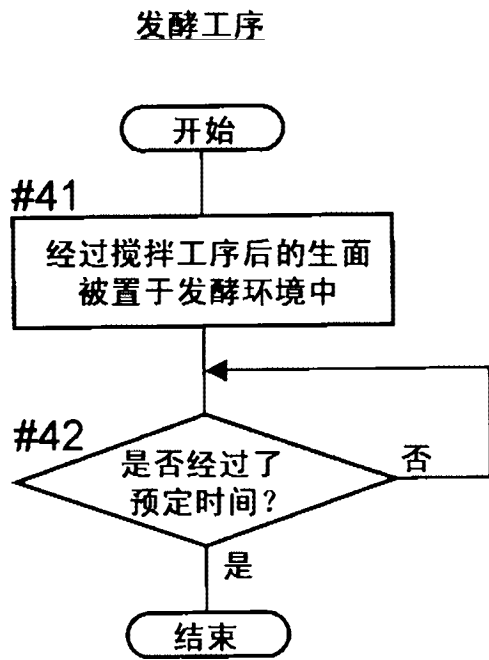 发酵工序
开始
#41
经过搅拌工序后的生面
被置于发酵环境中
#42
是否经过了
预定时间？
否
是
结束